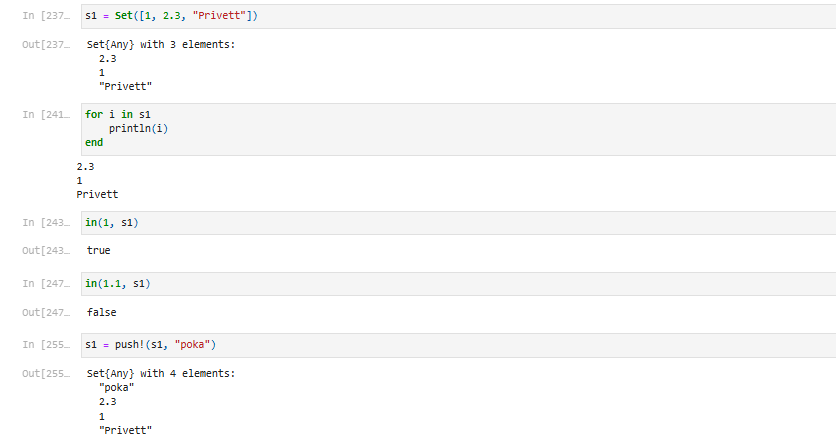 In [237… s1 = Set([1, 2.3, "Privett"])
Out[237… Set{Any} with 3 elements:
2.3
1
"Privett"
In [241… for i in s1
println(i)
end
2.3
1
Privett
In [243… in(1, s1)
Out[243… true
In [247… in(1.1, s1)
Out[247… false
In [255… s1 = push!(s1, "poka")
Out[255… Set{Any} with 4 elements:
"poka"
2.3
1
"Privett"